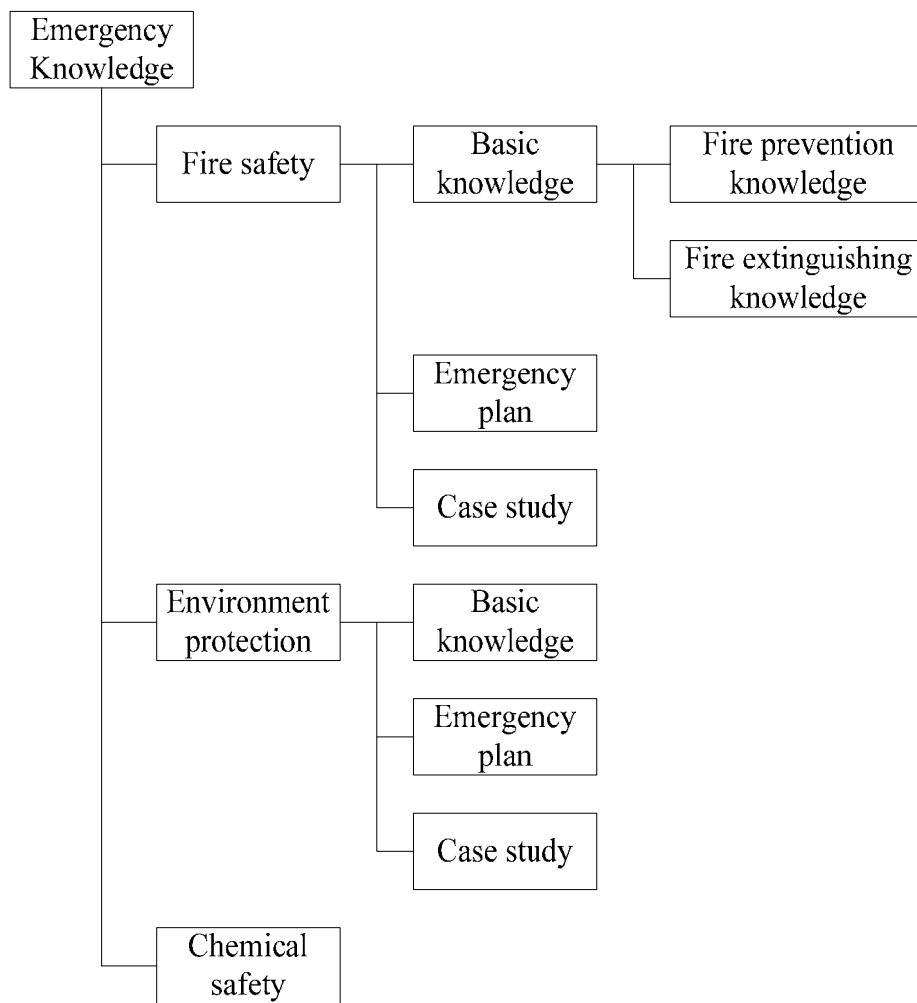 Emergency
Knowledge
Fire safety
Basic
knowledge
Fire prevention
knowledge
Fire extinguishing
knowledge
Emergency
plan
Case study
Environment
protection
Basic
knowledge
Emergency
plan
Case study
Chemical
safety